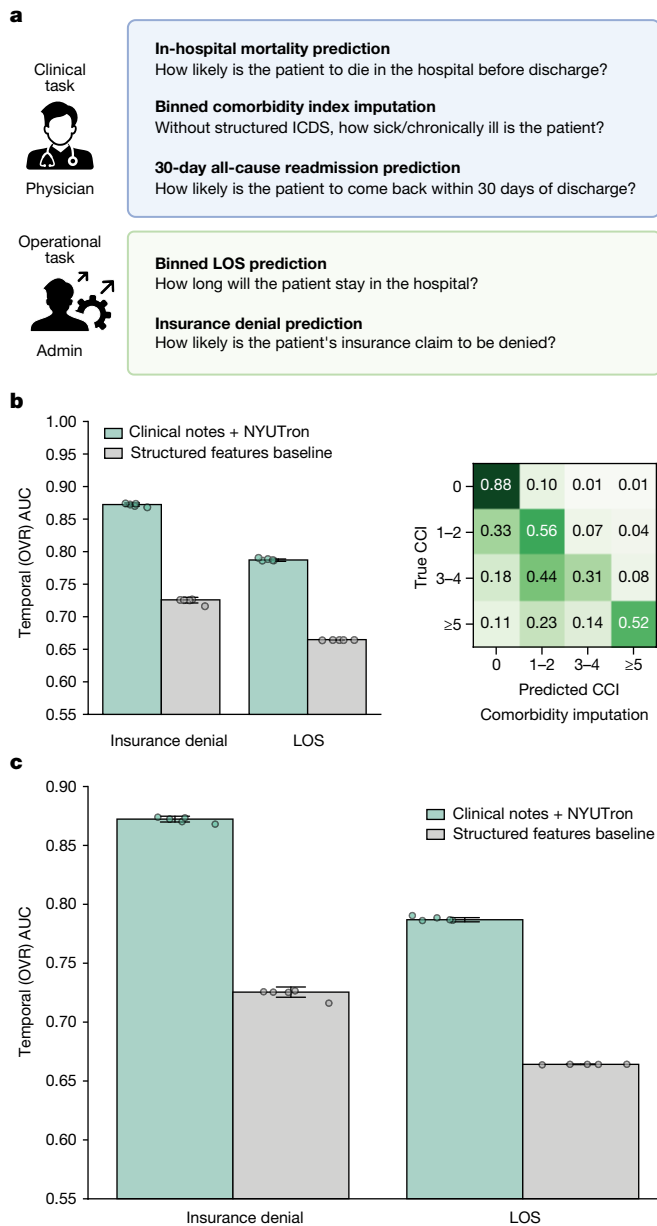 a
Clinical
task
Physician
In-hospital mortality prediction
How likely is the patient to die in the hospital before discharge?
Binned comorbidity index imputation
Without structured ICDS, how sick/chronically ill is the patient?
30-day all-cause readmission prediction
How likely is the patient to come back within 30 days of discharge?
Operational
task
Admin
Binned LOS prediction
How long will the patient stay in the hospital?
Insurance denial prediction
How likely is the patient's insurance claim to be denied?
b
Temporal (OVR) AUC
1.00
0.95
0.90
0.85
0.80
0.75
0.70
0.65
0.60
0.55
Clinical notes + NYUTron
Structured features baseline
Insurance denial LOS
True CCI
0 0.88 0.10 0.01 0.01
1–2 0.33 0.56 0.07 0.04
3–4 0.18 0.44 0.31 0.08
≥5 0.11 0.23 0.14 0.52
0 1–2 3–4 ≥5
Predicted CCI
Comorbidity imputation
c
Temporal (OVR) AUC
0.90
0.85
0.80
0.75
0.70
0.65
0.60
0.55
Clinical notes + NYUTron
Structured features baseline
Insurance denial LOS